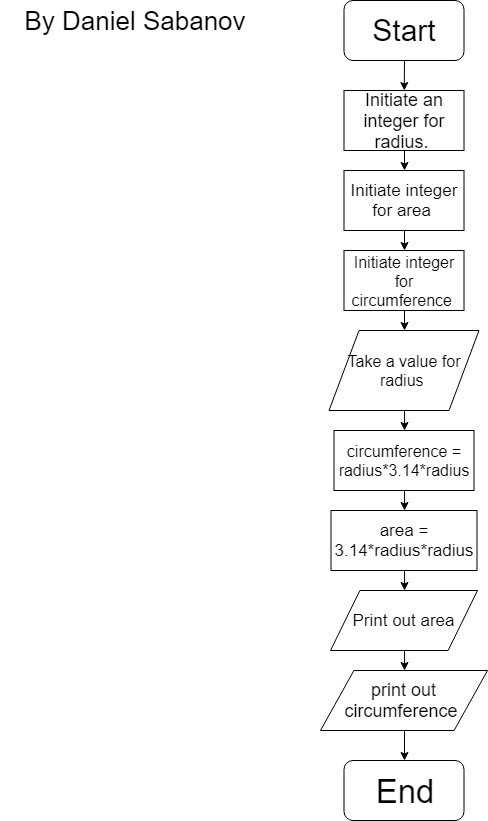 By Daniel Sabanov
Start
Initiate an
integer for
radius.
Initiate integer
for area
Initiate integer
for
circumference
Take a value for
radius
circumference =
radius*3.14*radius
area =
3.14*radius*radius
Print out area
print out
circumference
End